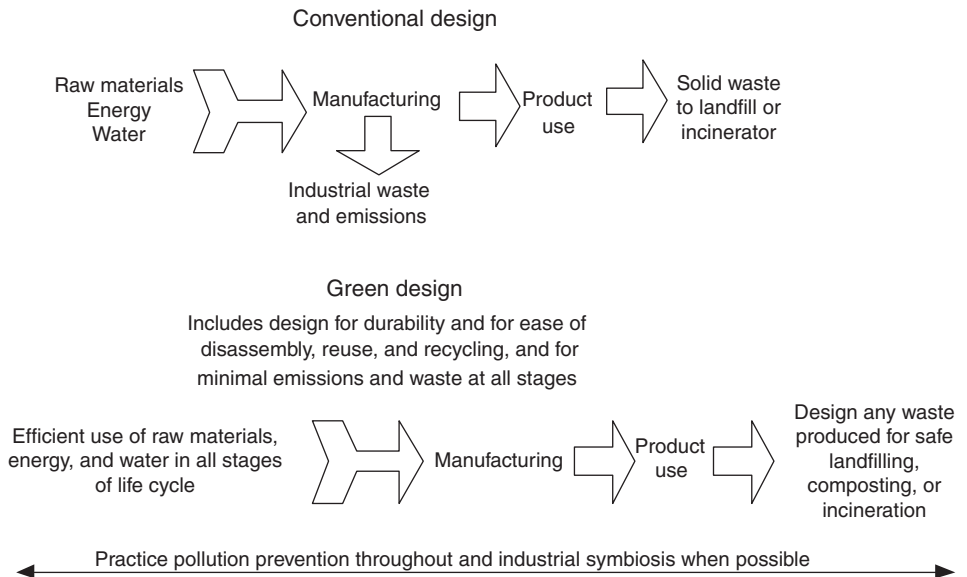 Conventional design
Raw materials
Energy
Water
Manufacturing
Product
use
Solid waste
to landfill or
incinerator
Industrial waste
and emissions
Green design
Includes design for durability and for ease of
disassembly, reuse, and recycling, and for
minimal emissions and waste at all stages
Efficient use of raw materials,
energy, and water in all stages
of life cycle
Manufacturing
Product
use
Design any waste
produced for safe
landfilling,
composting, or
incineration
Practice pollution prevention throughout and industrial symbiosis when possible